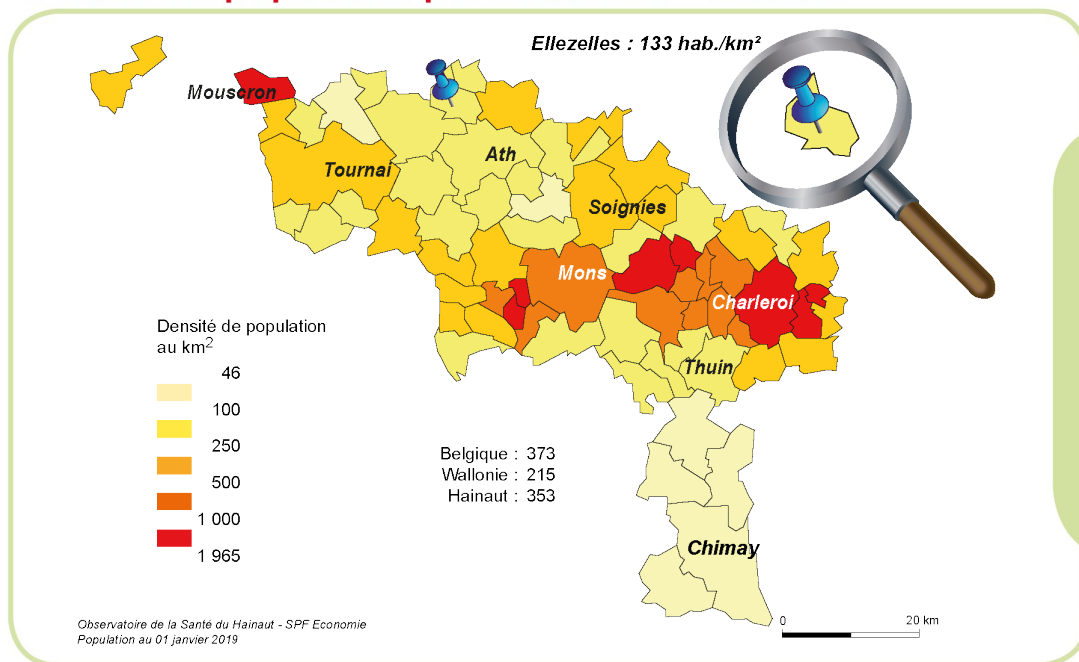 Ellezelles : 133 hab./km²
Mouscron
Ath
Tournai
Soignies
Mons
Charleroi
Thuin
Chimay
Densité de population
au km2
46
100
250
500
1 000
1 965
Belgique : 373
Wallonie : 215
Hainaut : 353
0 20 km
Observatoire de la Santé du Hainaut - SPF Economie
Population au 01 janvier 2019